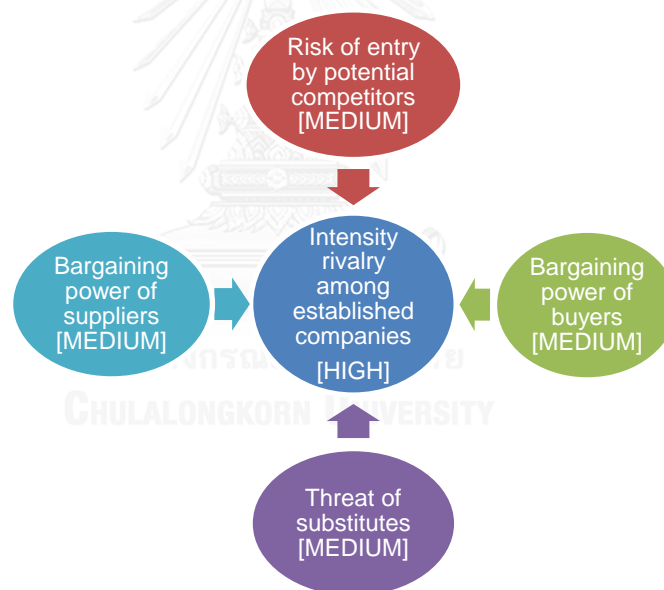 Risk of entry
by potential
competitors
[MEDIUM]
Bargaining
power of
suppliers
[MEDIUM]
Intensity
rivalry
among
established
companies
[HIGH]
Bargaining
power of
buyers
[MEDIUM]
CHULALONGKORN UNIVERSITY
Threat of
substitutes
[MEDIUM]